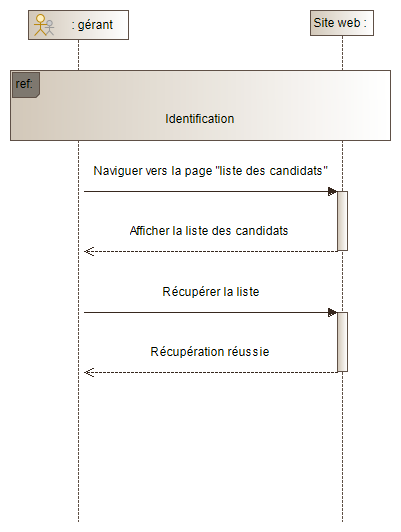 : gérant
Site web :
ref:
Identification
Naviguer vers la page "liste des candidats"
Afficher la liste des candidats
Récupérer la liste
Récupération réussie